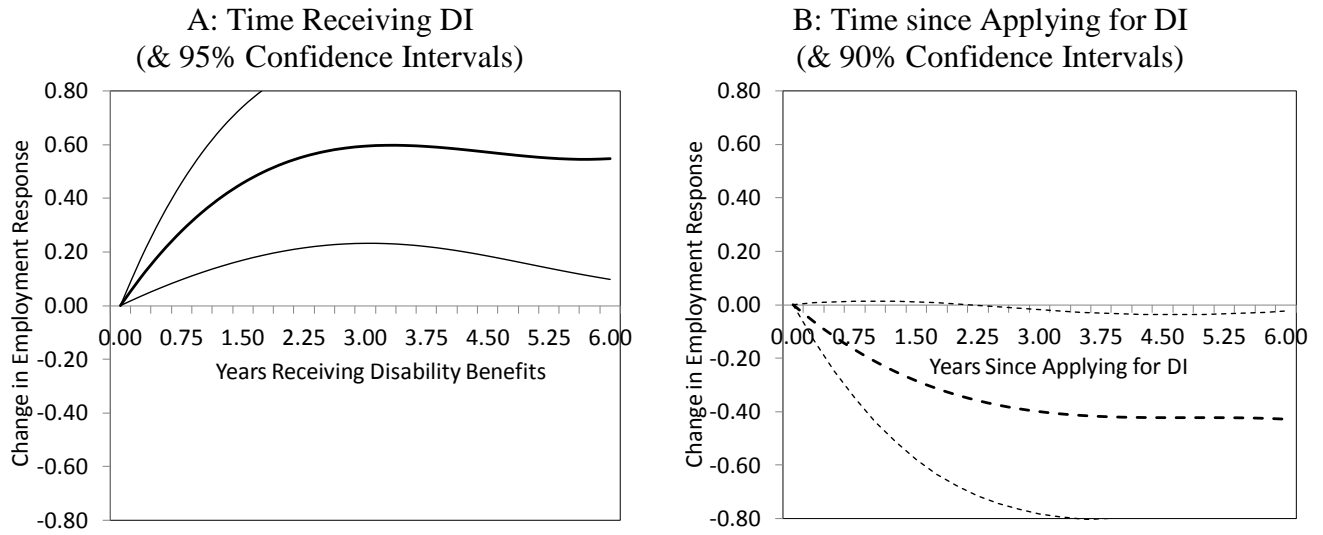 A: Time Receiving DI
(& 95% Confidence Intervals)
0.80
0.60
0.40
0.20
0.00
-0.20
-0.40
-0.60
-0.80
Change in Employment Response
0.00 0.75 1.50 2.25 3.00 3.75 4.50 5.25 6.00
Years Receiving Disability Benefits
B: Time since Applying for DI
(& 90% Confidence Intervals)
0.80
0.60
0.40
0.20
0.00
-0.20
-0.40
-0.60
-0.80
Change in Employment Response
0.00 0.75 1.50 2.25 3.00 3.75 4.50 5.25 6.00
Years Since Applying for DI